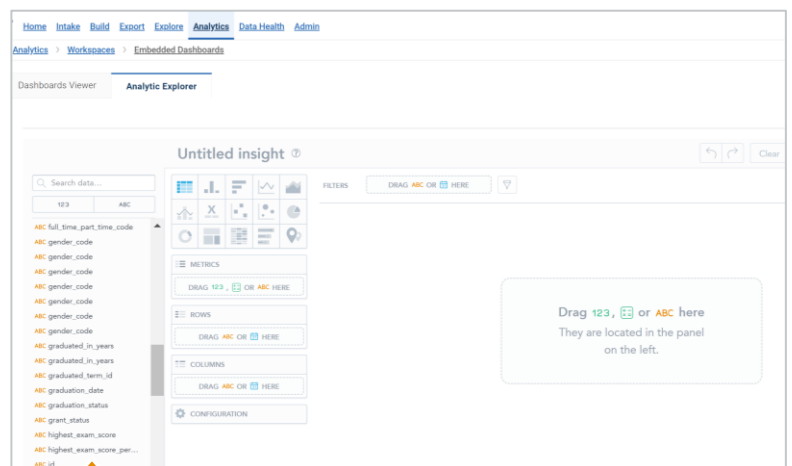 Home Intake Build Export Explore Analytics Data Health Admin
Analytics > Workspaces > Embedded Dashboards
Dashboards Viewer Analytic Explorer
Untitled insight
Clear
Search data...
123 ABC
FILTERS DRAG ABC OR HERE
ABC full_time_part_time_code
ABC gender_code
ABC gender_code
ABC gender_code
ABC gender_code
ABC gender_code
ABC gender_code
ABC gender_code
ABC graduated_in_years
ABC graduated_in_years
ABC graduated_term_id
ABC graduation_date
ABC graduation_status
ABC grant_status
ABC highest_exam_score
ABC highest_exam_score_per...
ABC id
METRICS
DRAG 123, OR ABC HERE
ROWS
DRAG ABC OR HERE
COLUMNS
DRAG ABC OR HERE
CONFIGURATION
Drag 123, or ABC here
They are located in the panel
on the left.